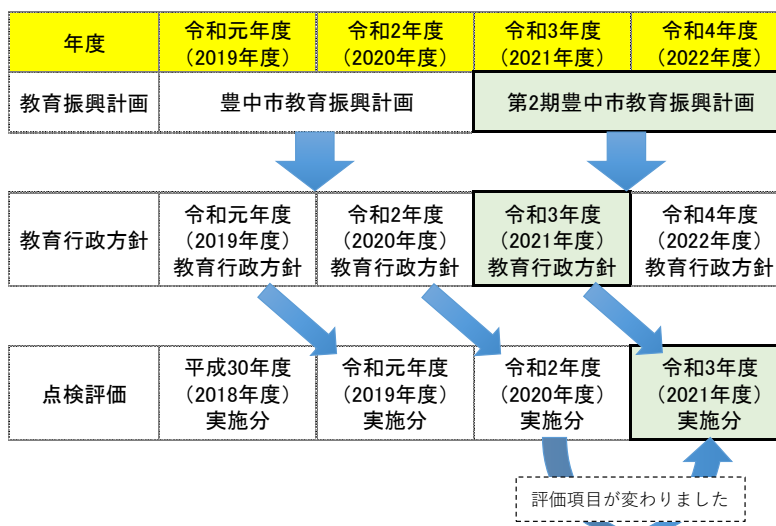 年度
令和元年度
（2019年度）
令和2年度
（2020年度）
令和3年度
（2021年度）
令和4年度
（2022年度）
教育振興計画
豊中市教育振興計画
第2期豊中市教育振興計画
教育行政方針
令和元年度
（2019年度）
教育行政方針
令和2年度
（2020年度）
教育行政方針
令和3年度
（2021年度）
教育行政方針
令和4年度
（2022年度）
教育行政方針
点検評価
平成30年度
（2018年度）
実施分
令和元年度
（2019年度）
実施分
令和2年度
（2020年度）
実施分
令和3年度
（2021年度）
実施分
評価項目が変わりました